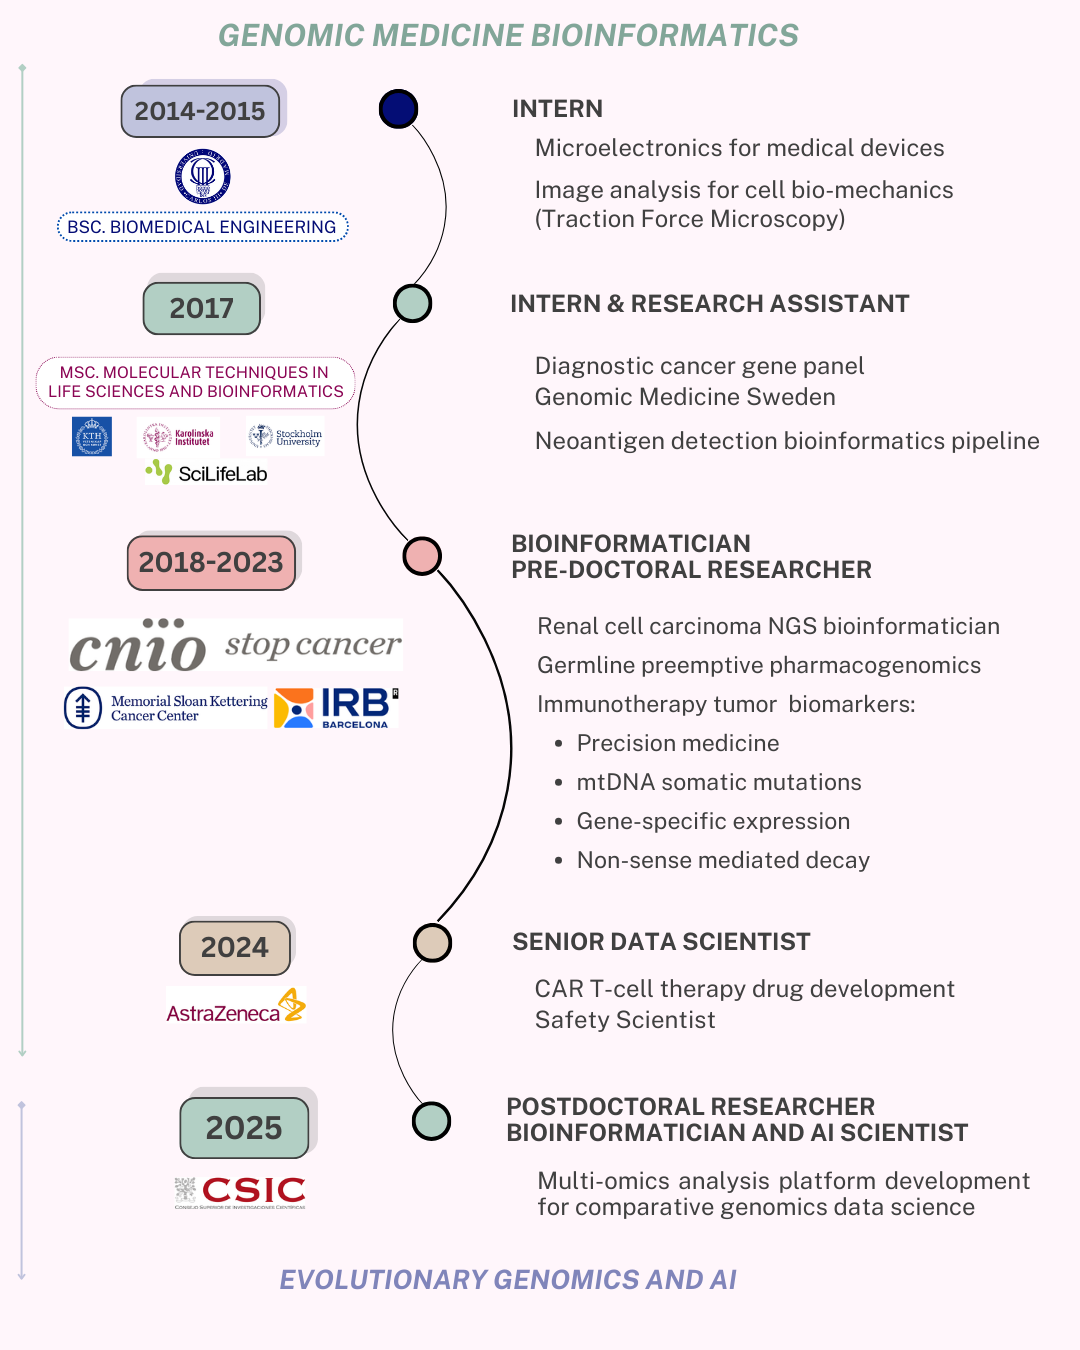 GENOMIC MEDICINE BIOINFORMATICS
2014-2015
BSC. BIOMEDICAL ENGINEERING
INTERN
Microelectronics for medical devices
Image analysis for cell bio-mechanics
(Traction Force Microscopy)
2017
MSC. MOLECULAR TECHNIQUES IN
LIFE SCIENCES AND BIOINFORMATICS
KTH
Karolinska
Institutet
Stockholm
University
SciLifeLab
INTERN & RESEARCH ASSISTANT
Diagnostic cancer gene panel
Genomic Medicine Sweden
Neoantigen detection bioinformatics pipeline
2018-2023
cnio stop cancer
Memorial Sloan Kettering
Cancer Center
IRB
BARCELONA
BIOINFORMATICIAN
PRE-DOCTORAL RESEARCHER
Renal cell carcinoma NGS bioinformatician
Germline preemptive pharmacogenomics
Immunotherapy tumor biomarkers:
• Precision medicine
• mtDNA somatic mutations
• Gene-specific expression
• Non-sense mediated decay
2024
AstraZeneca
SENIOR DATA SCIENTIST
CAR T-cell therapy drug development
Safety Scientist
2025
CSIC
CONSEJO SUPERIOR DE INVESTIGACIONES CIENTÍFICAS
POSTDOCTORAL RESEARCHER
BIOINFORMATICIAN AND AI SCIENTIST
Multi-omics analysis platform development
for comparative genomics data science
EVOLUTIONARY GENOMICS AND AI